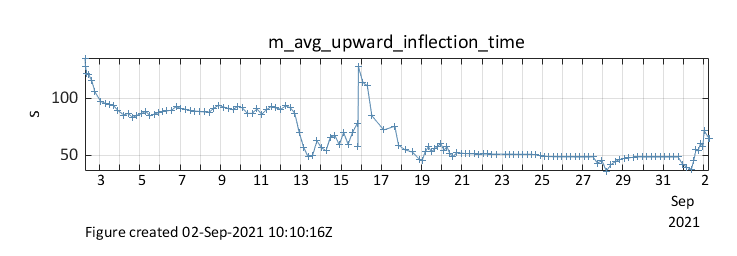 m_avg_upward_inflection_time
s
100
50
3 5 7 9 11 13 15 17 19 21 23 25 27 29 31 2
Sep
2021
Figure created 02-Sep-2021 10:10:16Z